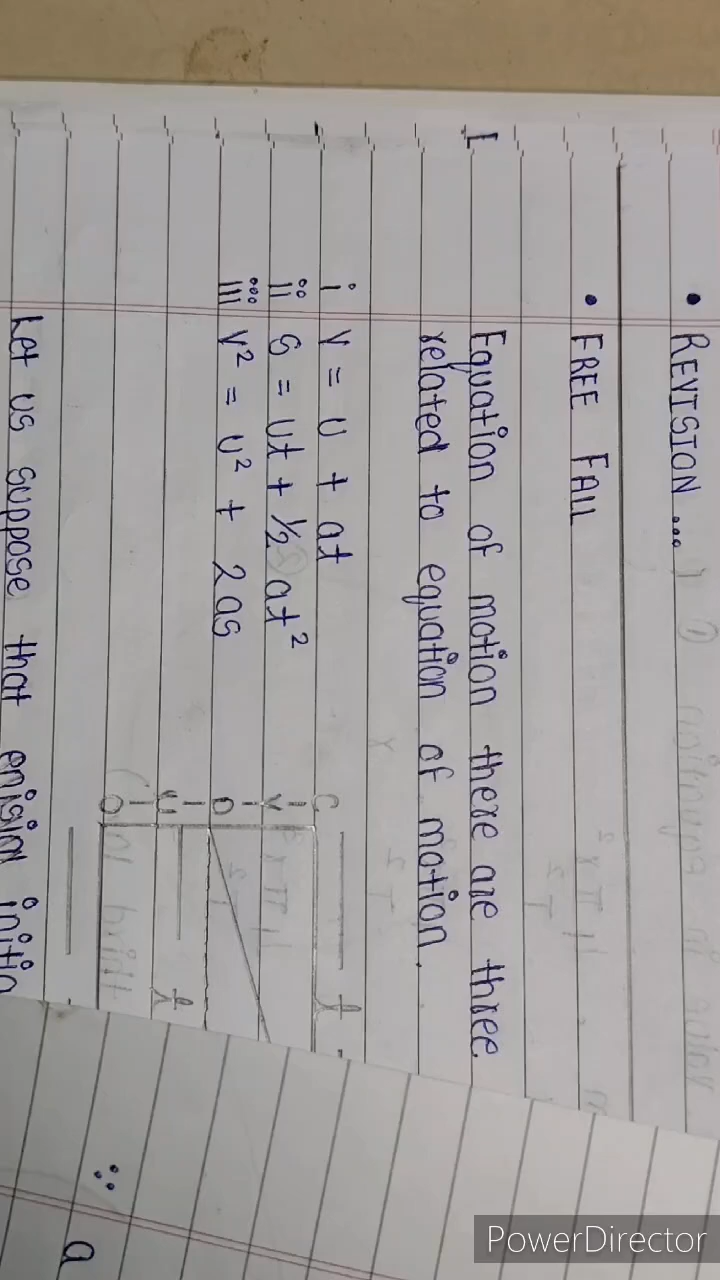 • REVISION...
• FREE FALL
Equation of motion there are three
related to equation of motion.
i v = u + at
ii s = ut + 1/2 at²
iii v² = u² + 2as
C
V
D
U
O
t
t
Let us suppose that
∴ a
PowerDirector